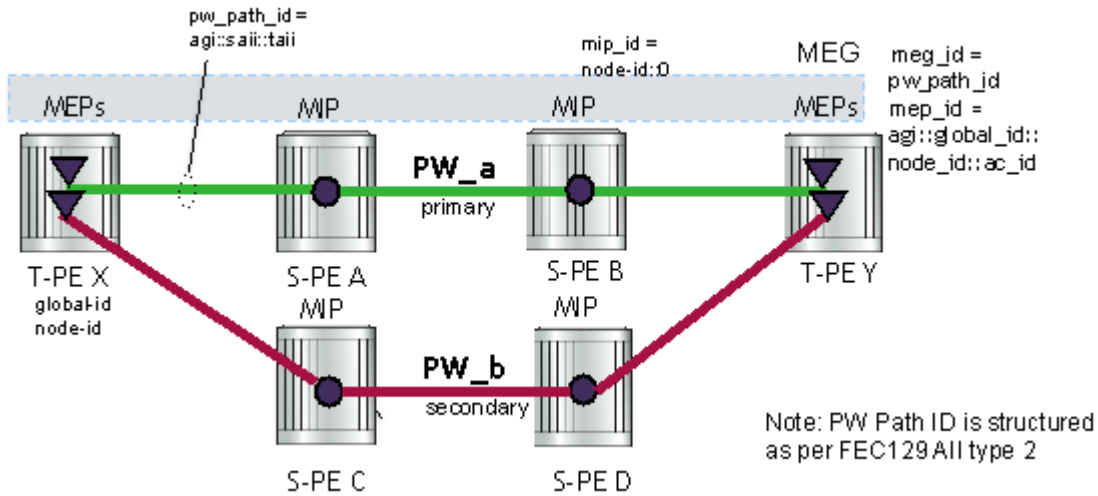 pw_path_id =
agi::saii::taii
mip_id =
node-id::0
MEG
meg_id =
pw_path_id
mep_id =
agi::global_id::
node_id::ac_id
MEPs
MIP
MIP
MEPs
PW_a
primary
T-PE X
global-id
node-id
S-PE A
S-PE B
T-PE Y
MIP
MIP
PW_b
secondary
S-PE C
S-PE D
Note: PW Path ID is structured
as per FEC129 AII type 2